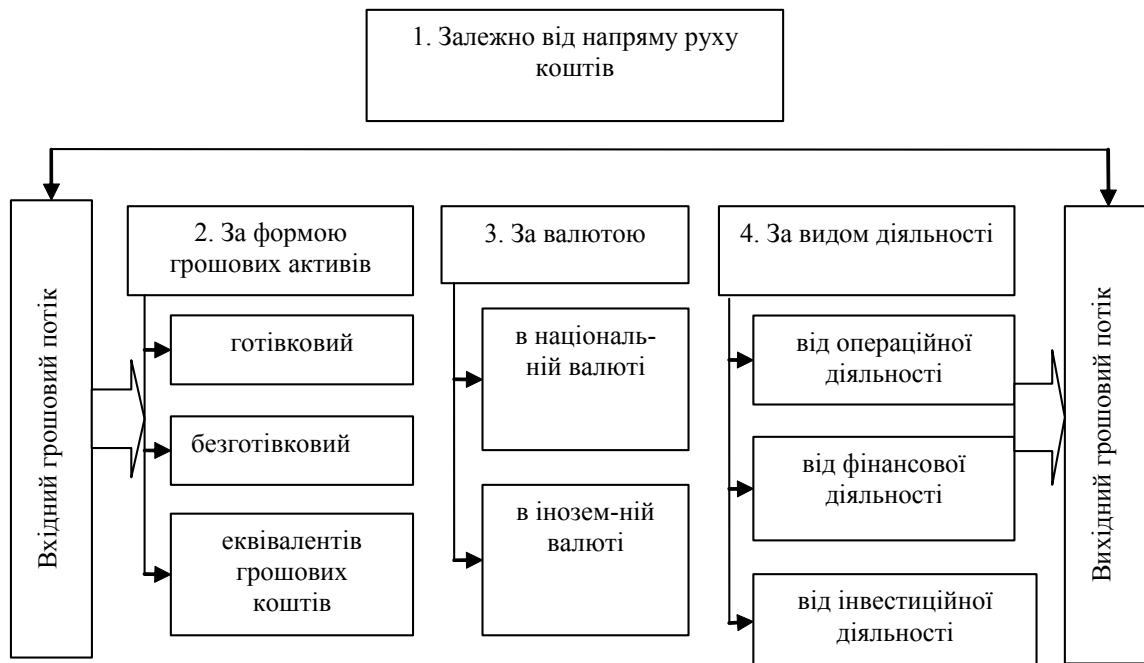 1. Залежно від напряму руху
коштів
Вхідний грошовий потік
2. За формою
грошових активів
готівковий
безготівковий
еквівалентів
грошових
коштів
3. За валютою
в національ-
ній валюті
в інозем-ній
валюті
4. За видом діяльності
від операційної
діяльності
від фінансової
діяльності
від інвестиційної
діяльності
Вихідний грошовий потік